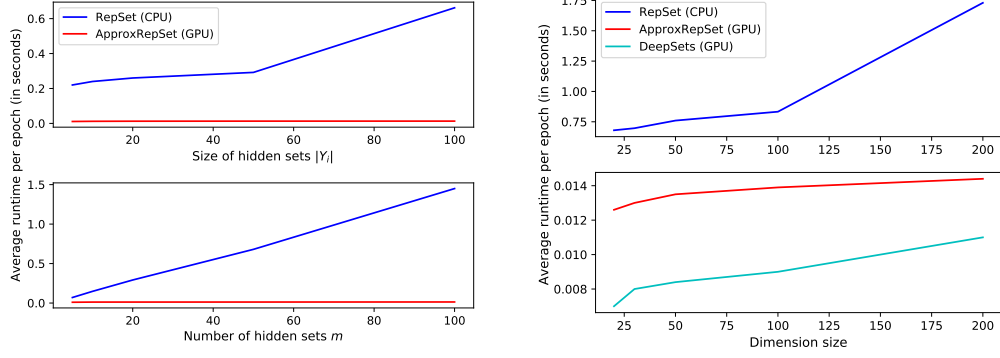 Average runtime per epoch (in seconds)
0.6
0.4
0.2
0.0
RepSet (CPU)
ApproxRepSet (GPU)
20 40 60 80 100
Size of hidden sets |Y_i|
1.5
1.0
0.5
0.0
20 40 60 80 100
Number of hidden sets m
Average runtime per epoch (in seconds)
1.75
1.50
1.25
1.00
0.75
RepSet (CPU)
ApproxRepSet (GPU)
DeepSets (GPU)
25 50 75 100 125 150 175 200
0.014
0.012
0.010
0.008
25 50 75 100 125 150 175 200
Dimension size